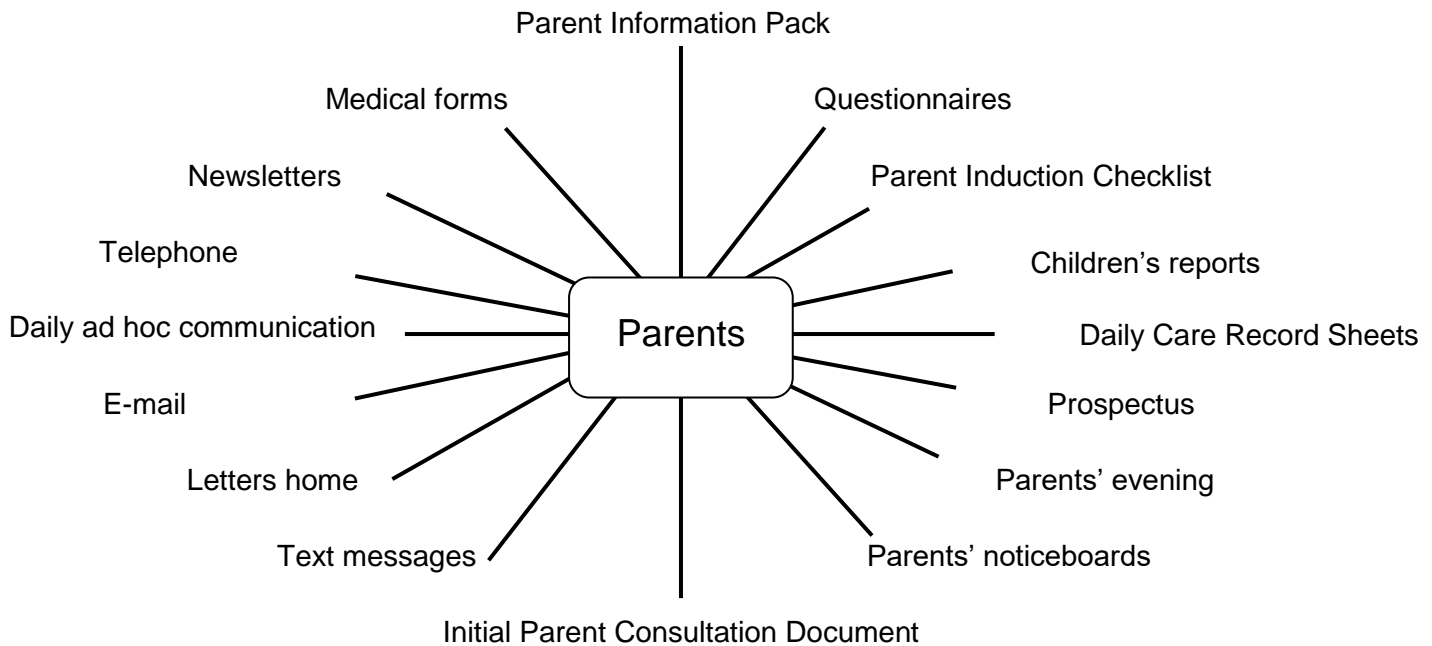 Parent Information Pack
Medical forms
Questionnaires
Newsletters
Parent Induction Checklist
Telephone
Children’s reports
Daily ad hoc communication
Parents
Daily Care Record Sheets
E-mail
Prospectus
Letters home
Parents’ evening
Text messages
Parents’ noticeboards
Initial Parent Consultation Document